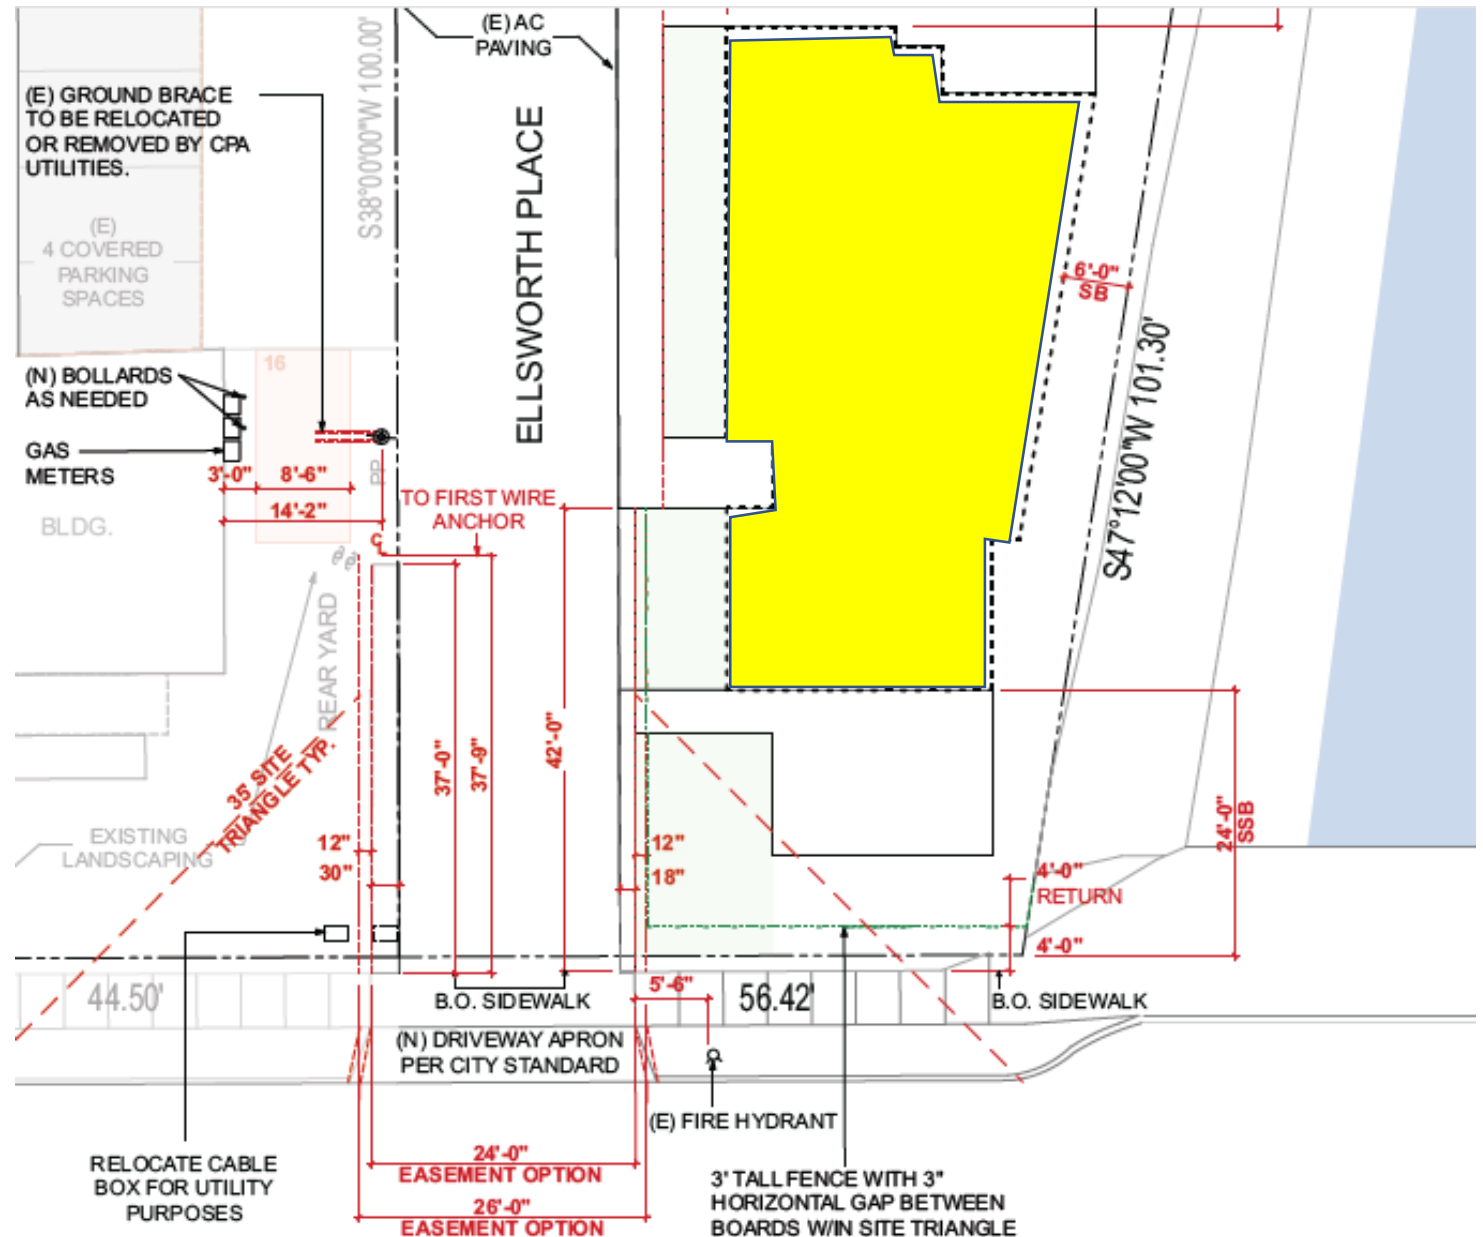 (E) AC
PAVING
S38°00'00"W 100.00'
(E) GROUND BRACE
TO BE RELOCATED
OR REMOVED BY CPA
UTILITIES.
ELLSWORTH PLACE
(E)
4 COVERED
PARKING
SPACES
6'-0"
SB
S47°12'00"W 101.30'
16
(N) BOLLARDS
AS NEEDED
GAS
METERS
3'-0"
8'-6"
14'-2"
PP
TO FIRST WIRE
ANCHOR
BLDG.
REAR YARD
37'-0"
37'-9"
42'-0"
35' SITE
TRIANGLE TYP.
EXISTING
LANDSCAPING
12"
30"
12"
18"
24'-0"
SSB
4'-0"
RETURN
4'-0"
44.50'
B.O. SIDEWALK
5'-6"
56.42'
B.O. SIDEWALK
(N) DRIVEWAY APRON
PER CITY STANDARD
(E) FIRE HYDRANT
24'-0"
EASEMENT OPTION
26'-0"
EASEMENT OPTION
RELOCATE CABLE
BOX FOR UTILITY
PURPOSES
3' TALL FENCE WITH 3"
HORIZONTAL GAP BETWEEN
BOARDS W/IN SITE TRIANGLE